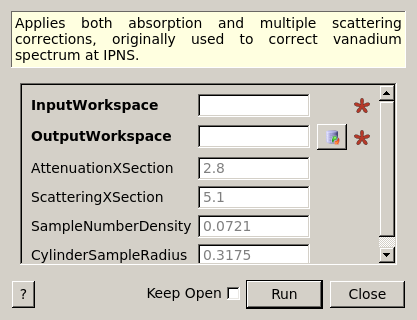 Applies both absorption and multiple scattering
corrections, originally used to correct vanadium
spectrum at IPNS.
InputWorkspace
OutputWorkspace
AttenuationXSection 2.8
ScatteringXSection 5.1
SampleNumberDensity 0.0721
CylinderSampleRadius 0.3175
? Keep Open Run Close